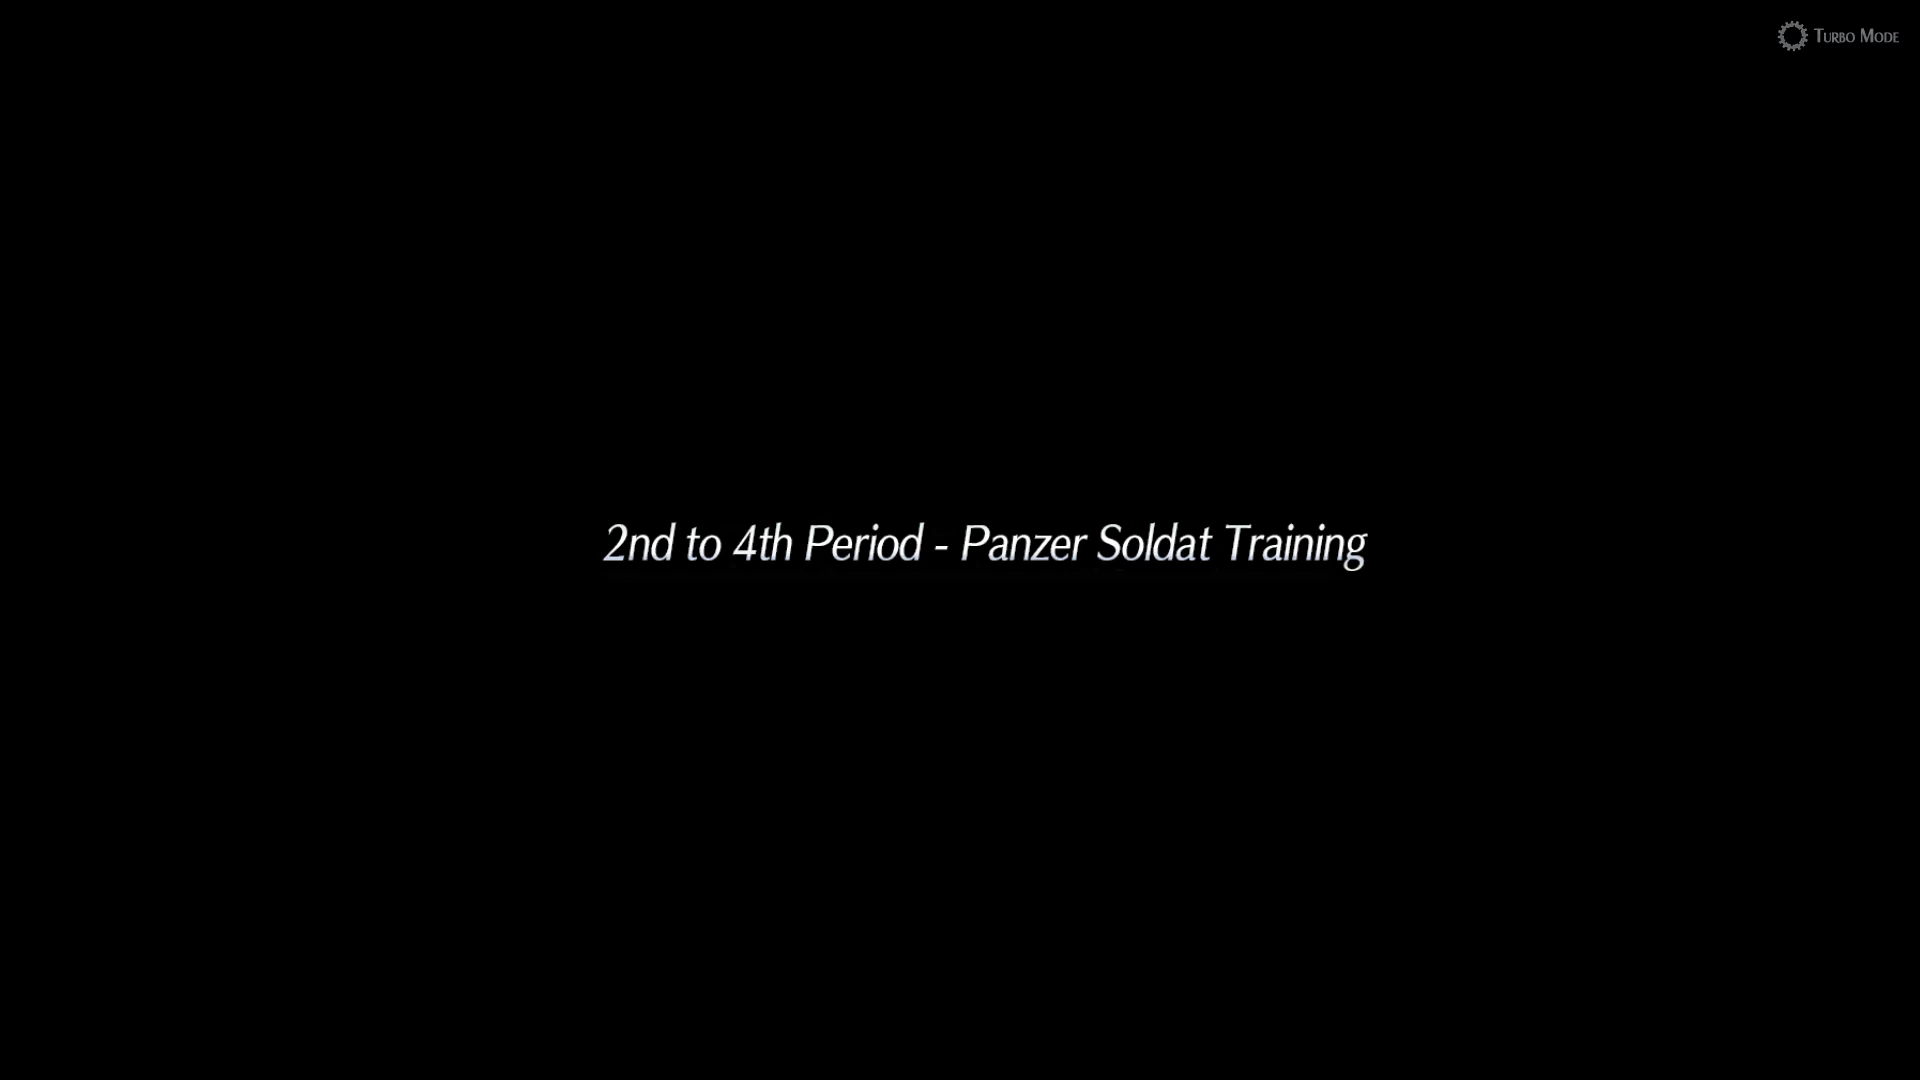 Turbo Mode
2nd to 4th Period - Panzer Soldat Training